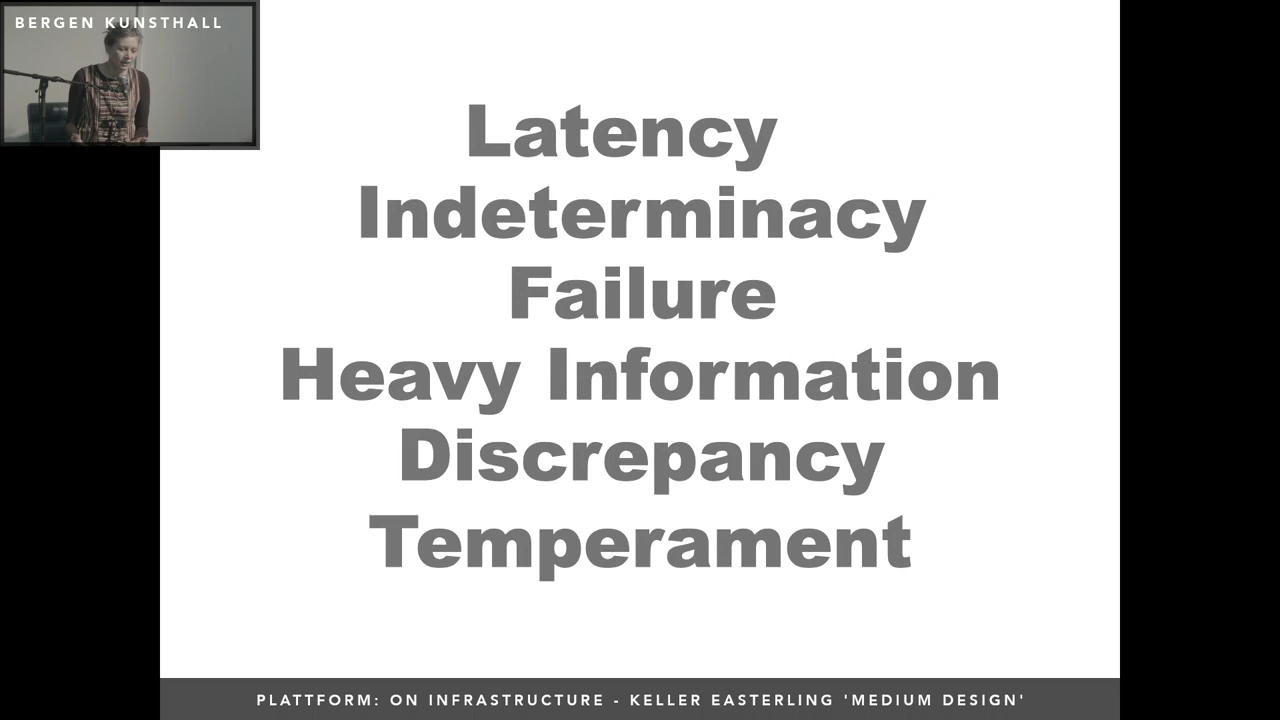 BERGEN KUNSTHALL
Latency
Indeterminacy
Failure
Heavy Information
Discrepancy
Temperament
PLATTFORM: ON INFRASTRUCTURE - KELLER EASTERLING 'MEDIUM DESIGN'